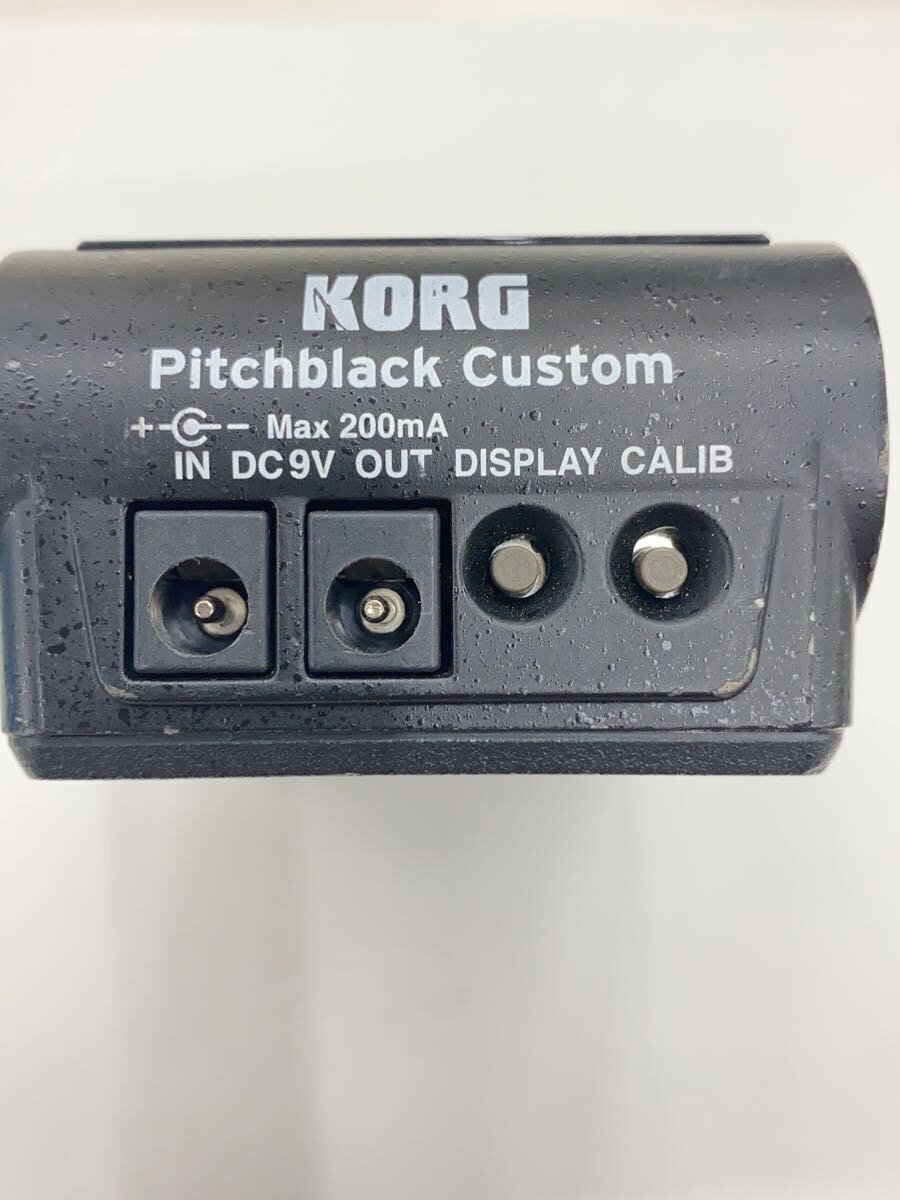 KORG
Pitchblack Custom
+ - Max 200mA
IN DC9V OUT DISPLAY CALIB